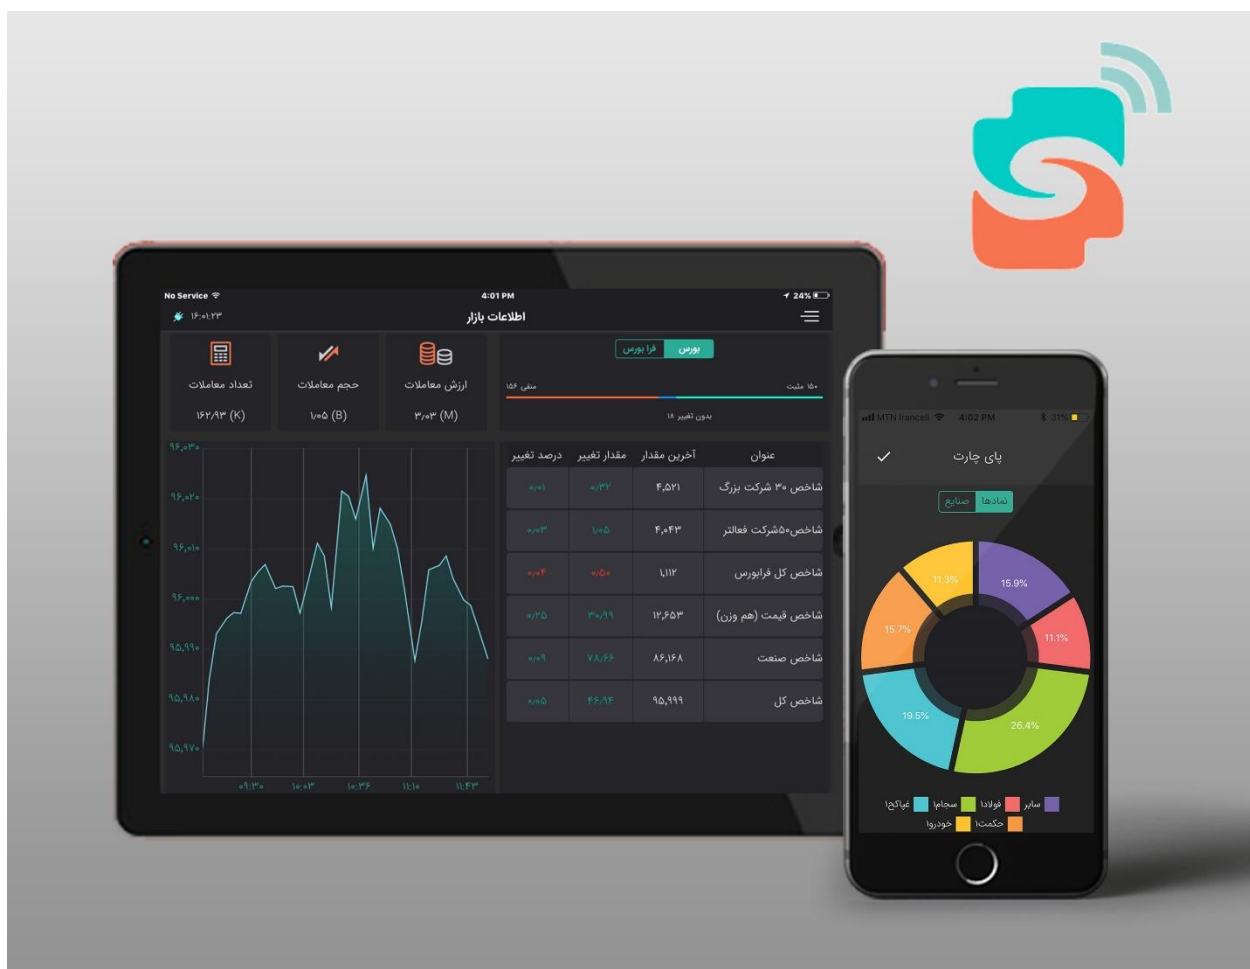 No Service 4:01 PM 24%
۱۶:۰۱:۲۳ اطلاعات بازار
بورس فرا بورس
۱۵۰ مثبت منفی ۱۵۶
بدون تغییر ۱۸
ارزش معاملات حجم معاملات تعداد معاملات
۳٫۰۳ (M) ۱٫۰۵ (B) ۱۶۲٫۹۳ (K)
عنوان آخرین مقدار مقدار تغییر درصد تغییر
شاخص ۳۰ شرکت بزرگ ۴,۵۲۱ ۰٫۳۲ ۰٫۰۱
شاخص۵۰شرکت فعالتر ۴,۰۴۳ ۱٫۰۵ ۰٫۰۳
شاخص کل فرابورس ۱,۱۱۲ ۰٫۵۰ ۰٫۰۴
شاخص قیمت (هم وزن) ۱۲,۶۵۳ ۳۰٫۹۹ ۰٫۲۵
شاخص صنعت ۸۶,۱۶۸ ۷۸٫۶۶ ۰٫۰۹
شاخص کل ۹۵,۹۹۹ ۴۶٫۹۴ ۰٫۰۵
۹۶,۰۳۰
۹۶,۰۲۰
۹۶,۰۱۰
۹۶,۰۰۰
۹۵,۹۹۰
۹۵,۹۸۰
۹۵,۹۷۰
۰۹:۳۰ ۱۰:۰۳ ۱۰:۳۶ ۱۱:۱۰ ۱۱:۴۳
MTN Irancell 4:02 PM 31%
پای چارت
نمادها صنایع
11.3% 15.9%
15.7% 11.1%
19.5% 26.4%
سایر فولادا سجام۱ غپاکح۱
حکمت۱ خودرو۱